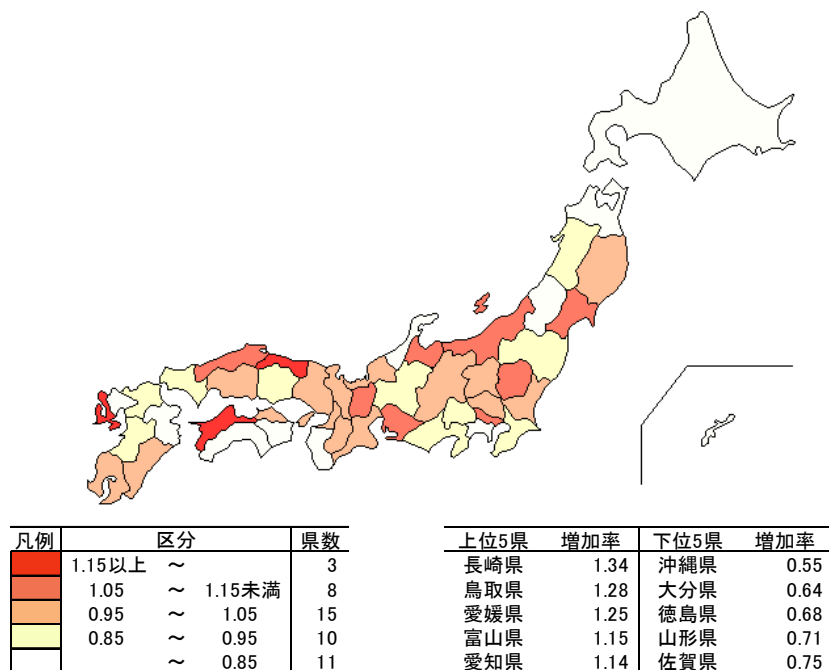 凡例 区分 県数
1.15以上 ～ 3
1.05 ～ 1.15未満 8
0.95 ～ 1.05 15
0.85 ～ 0.95 10
～ 0.85 11
上位5県 増加率 下位5県 増加率
長崎県 1.34 沖縄県 0.55
鳥取県 1.28 大分県 0.64
愛媛県 1.25 徳島県 0.68
富山県 1.15 山形県 0.71
愛知県 1.14 佐賀県 0.75